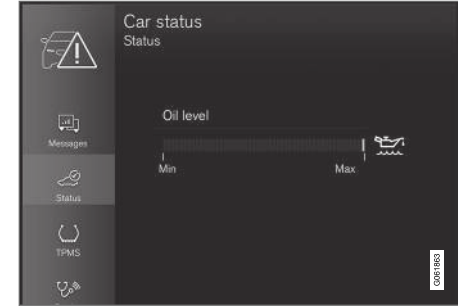 Car status
Status
Oil level
Min Max
Messages
Status
TPMS
G061863